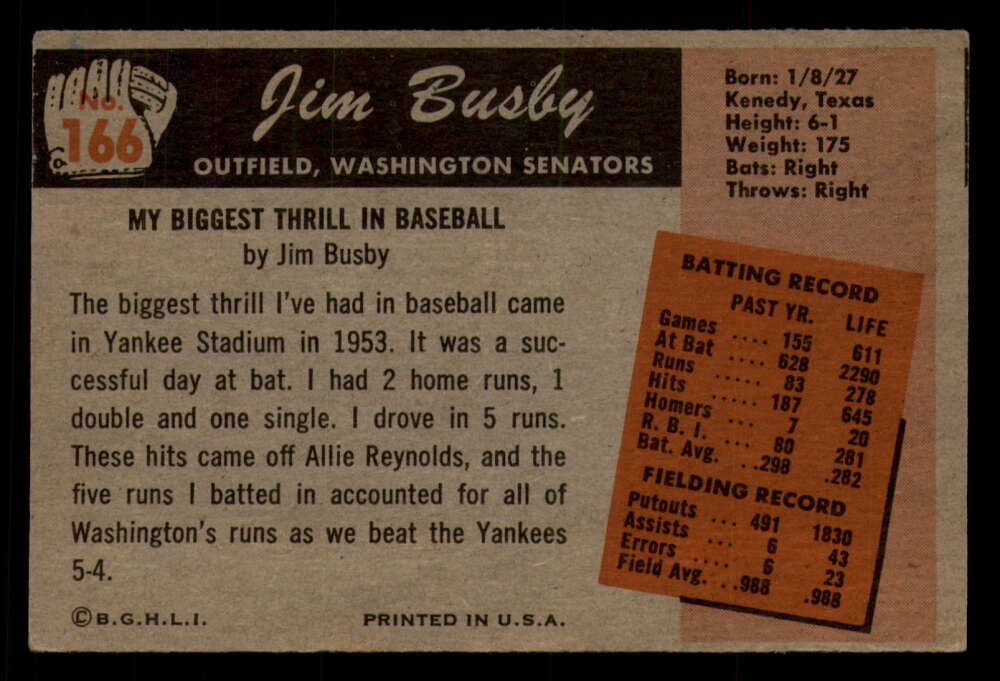 No.
166
Jim Busby
OUTFIELD, WASHINGTON SENATORS
Born: 1/8/27
Kenedy, Texas
Height: 6-1
Weight: 175
Bats: Right
Throws: Right
MY BIGGEST THRILL IN BASEBALL
by Jim Busby
The biggest thrill I've had in baseball came
in Yankee Stadium in 1953. It was a suc-
cessful day at bat. I had 2 home runs, 1
double and one single. I drove in 5 runs.
These hits came off Allie Reynolds, and the
five runs I batted in accounted for all of
Washington's runs as we beat the Yankees
5-4.
©B.G.H.L.I. PRINTED IN U.S.A.
BATTING RECORD
PAST YR. LIFE
Games .... 155 611
At Bat .... 628 2290
Runs ..... 83 278
Hits ..... 187 645
Homers ... 7 20
R. B. I. ... 80 281
Bat. Avg. ..298 .282
FIELDING RECORD
Putouts ... 491 1830
Assists ... 6 43
Errors .... 6 23
Field Avg. ..988 .988